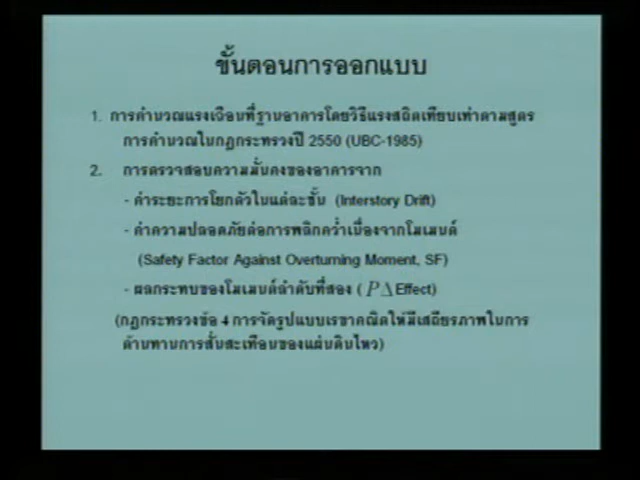 ขั้นตอนการออกแบบ
1. การคำนวณแรงเฉือนที่ฐานอาคารโดยวิธีแรงสถิตเทียบเท่าตามสูตร
การคำนวณในกฎกระทรวงปี 2550 (UBC-1985)
2. การตรวจสอบความมั่นคงของอาคารจาก
- ค่าระยะการโยกตัวในแต่ละชั้น (Interstory Drift)
- ค่าความปลอดภัยต่อการพลิกคว่ำเนื่องจากโมเมนต์
(Safety Factor Against Overturning Moment, SF)
- ผลกระทบของโมเมนต์ลำดับที่สอง ( PΔ Effect)
(กฎกระทรวงข้อ 4 การจัดรูปแบบเรขาคณิตให้มีเสถียรภาพในการ
ต้านทานการสั่นสะเทือนของแผ่นดินไหว)